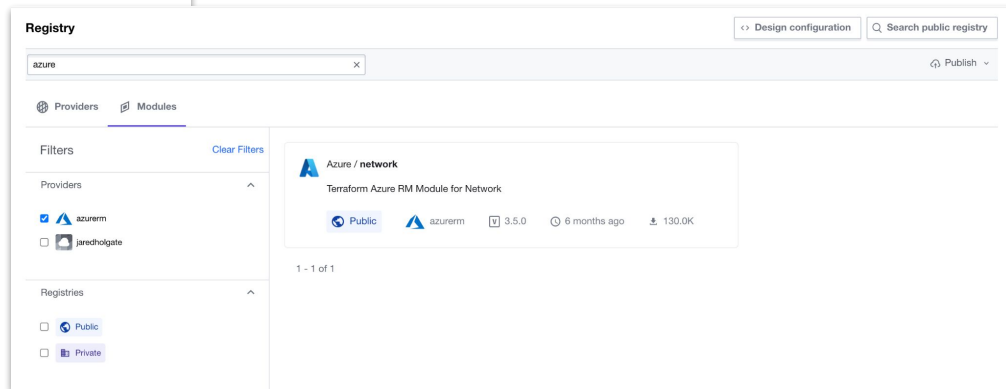 Registry
<> Design configuration
Search public registry
azure
Publish
Providers
Modules
Filters
Clear Filters
Providers
azurerm
jaredholgate
Registries
Public
Private
Azure / network
Terraform Azure RM Module for Network
Public azurerm V 3.5.0 6 months ago 130.0K
1 - 1 of 1